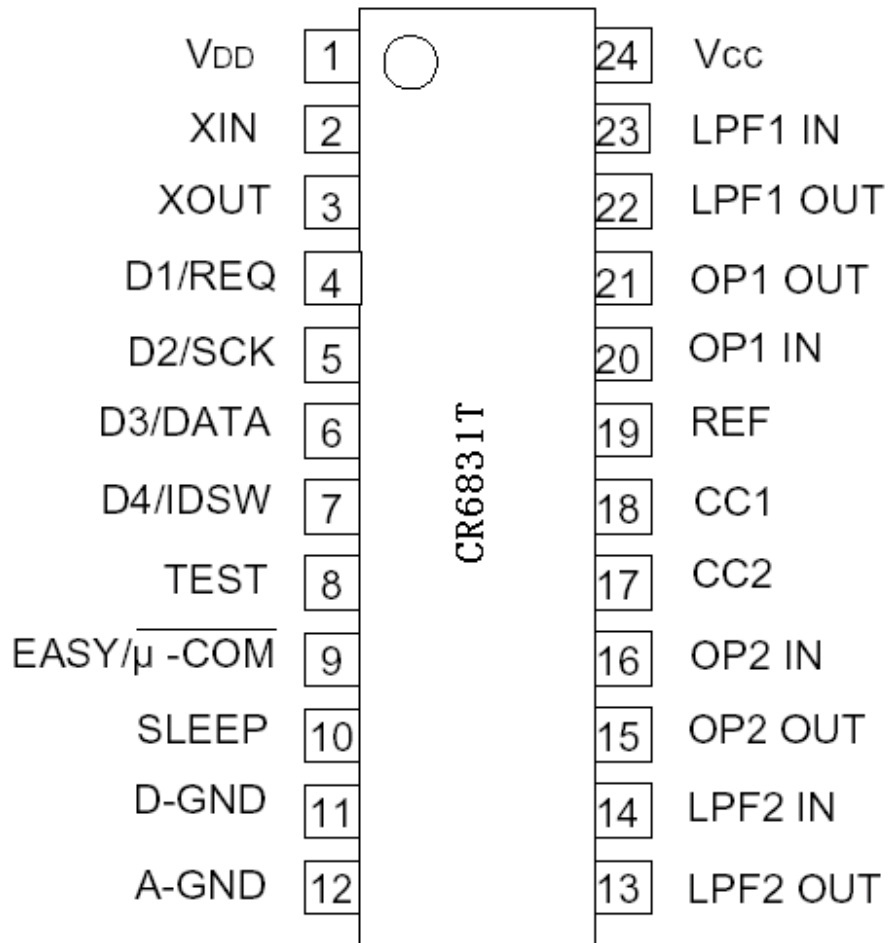 VDD 1 24 Vcc
XIN 2 23 LPF1 IN
XOUT 3 22 LPF1 OUT
D1/REQ 4 21 OP1 OUT
D2/SCK 5 20 OP1 IN
D3/DATA 6 19 REF
D4/IDSW 7 18 CC1
TEST 8 17 CC2
EASY/μ -COM 9 16 OP2 IN
SLEEP 10 15 OP2 OUT
D-GND 11 14 LPF2 IN
A-GND 12 13 LPF2 OUT
CR6831T